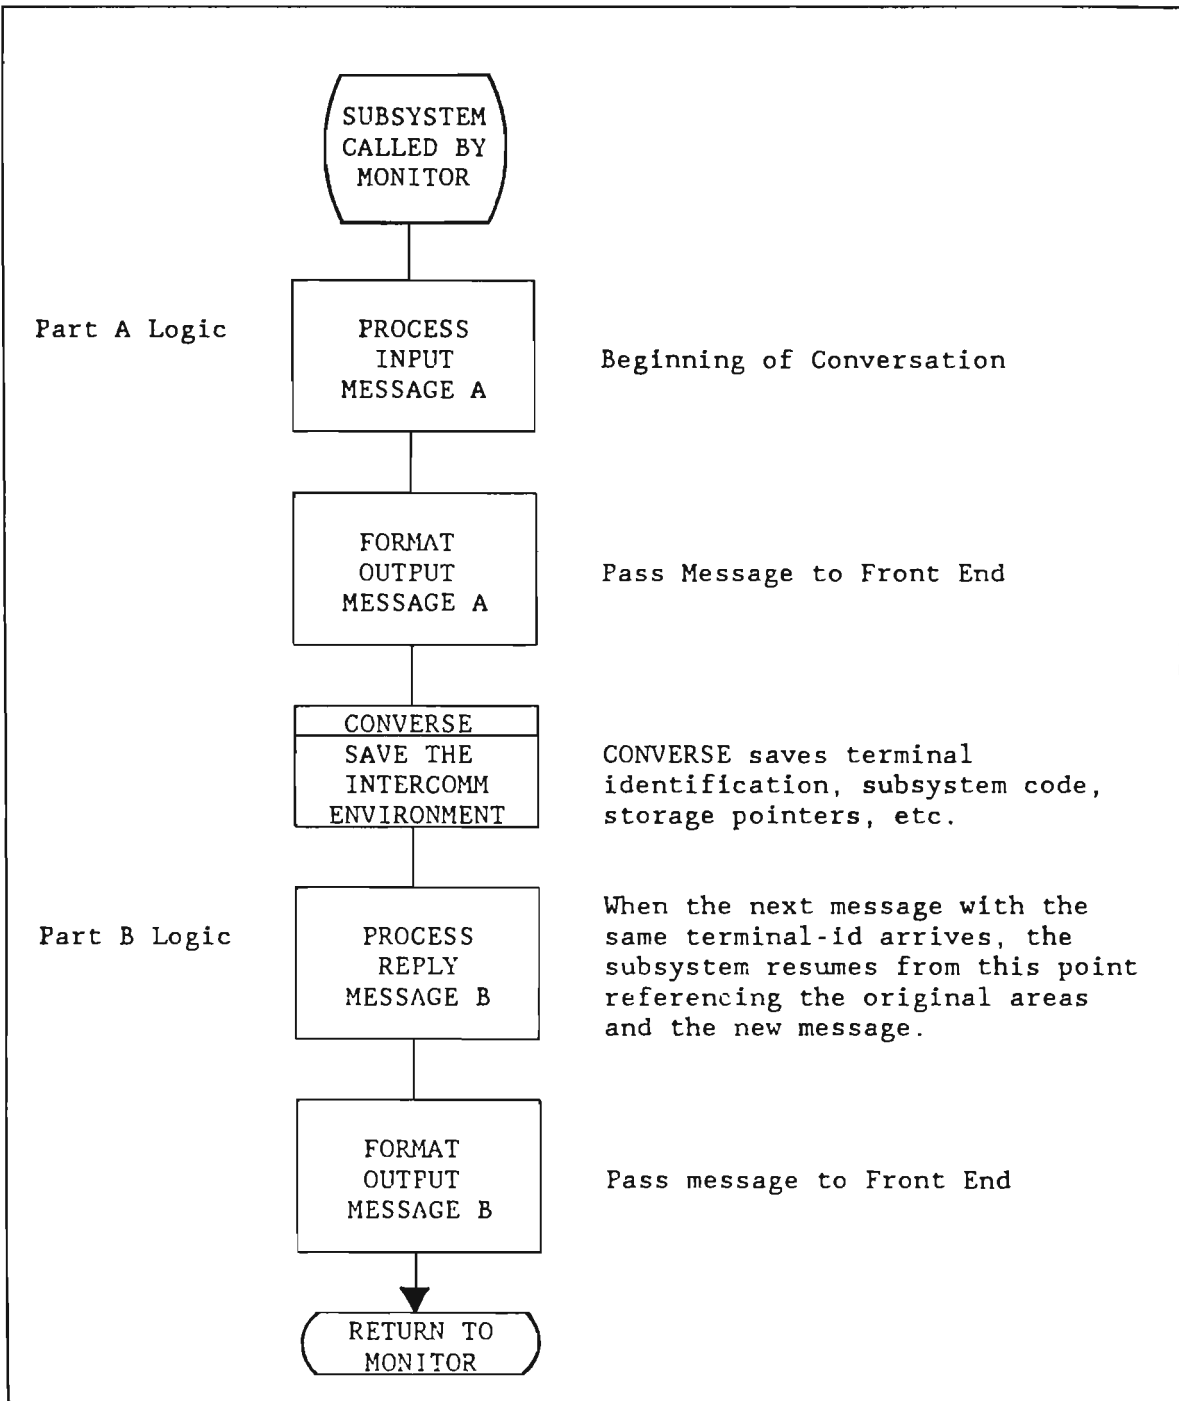 SUBSYSTEM
CALLED BY
MONITOR
Part A Logic
PROCESS
INPUT
MESSAGE A
Beginning of Conversation
FORMAT
OUTPUT
MESSAGE A
Pass Message to Front End
CONVERSE
SAVE THE
INTERCOMM
ENVIRONMENT
CONVERSE saves terminal
identification, subsystem code,
storage pointers, etc.
Part B Logic
PROCESS
REPLY
MESSAGE B
When the next message with the
same terminal-id arrives, the
subsystem resumes from this point
referencing the original areas
and the new message.
FORMAT
OUTPUT
MESSAGE B
Pass message to Front End
RETURN TO
MONITOR